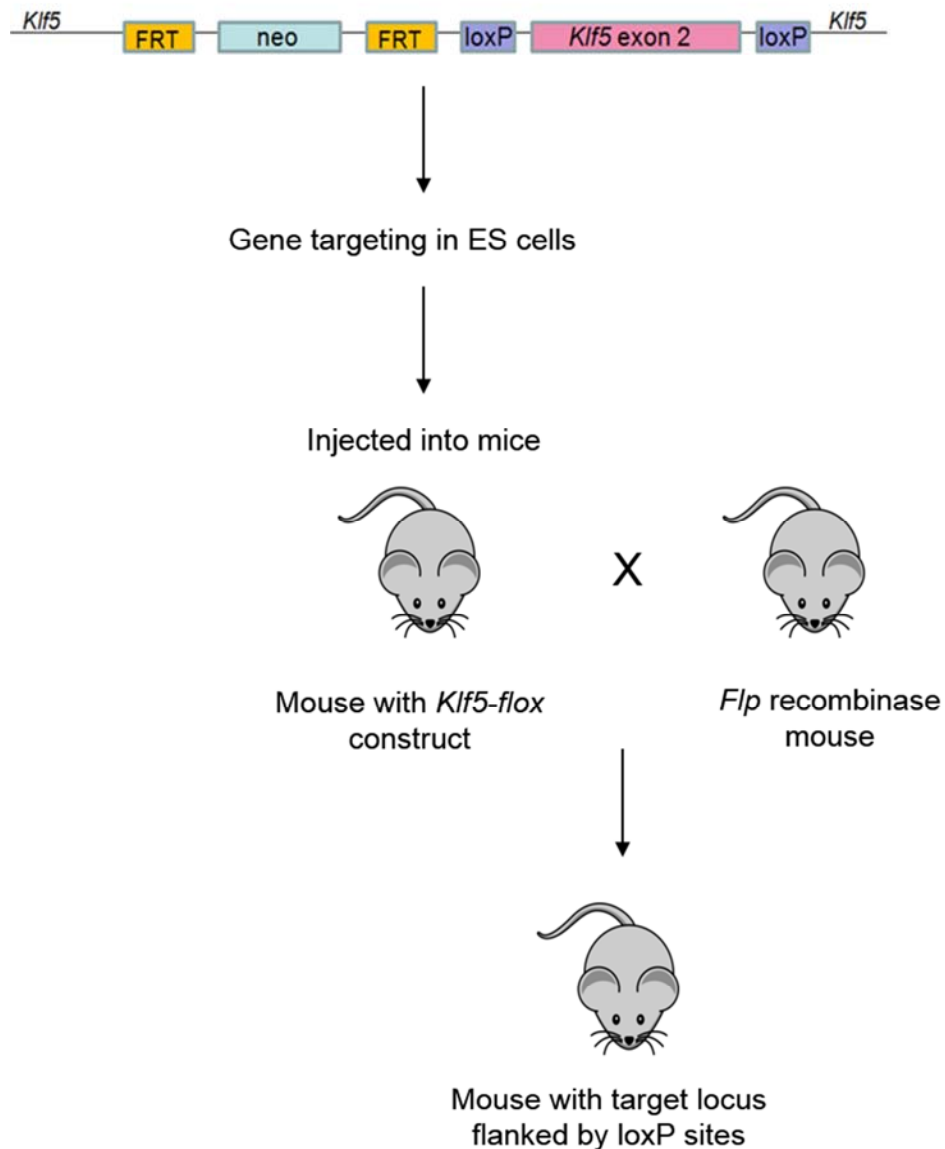 Klf5 FRT neo FRT loxP Klf5 exon 2 loxP Klf5
Gene targeting in ES cells
Injected into mice
X
Mouse with Klf5-flox
construct
Flp recombinase
mouse
Mouse with target locus
flanked by loxP sites